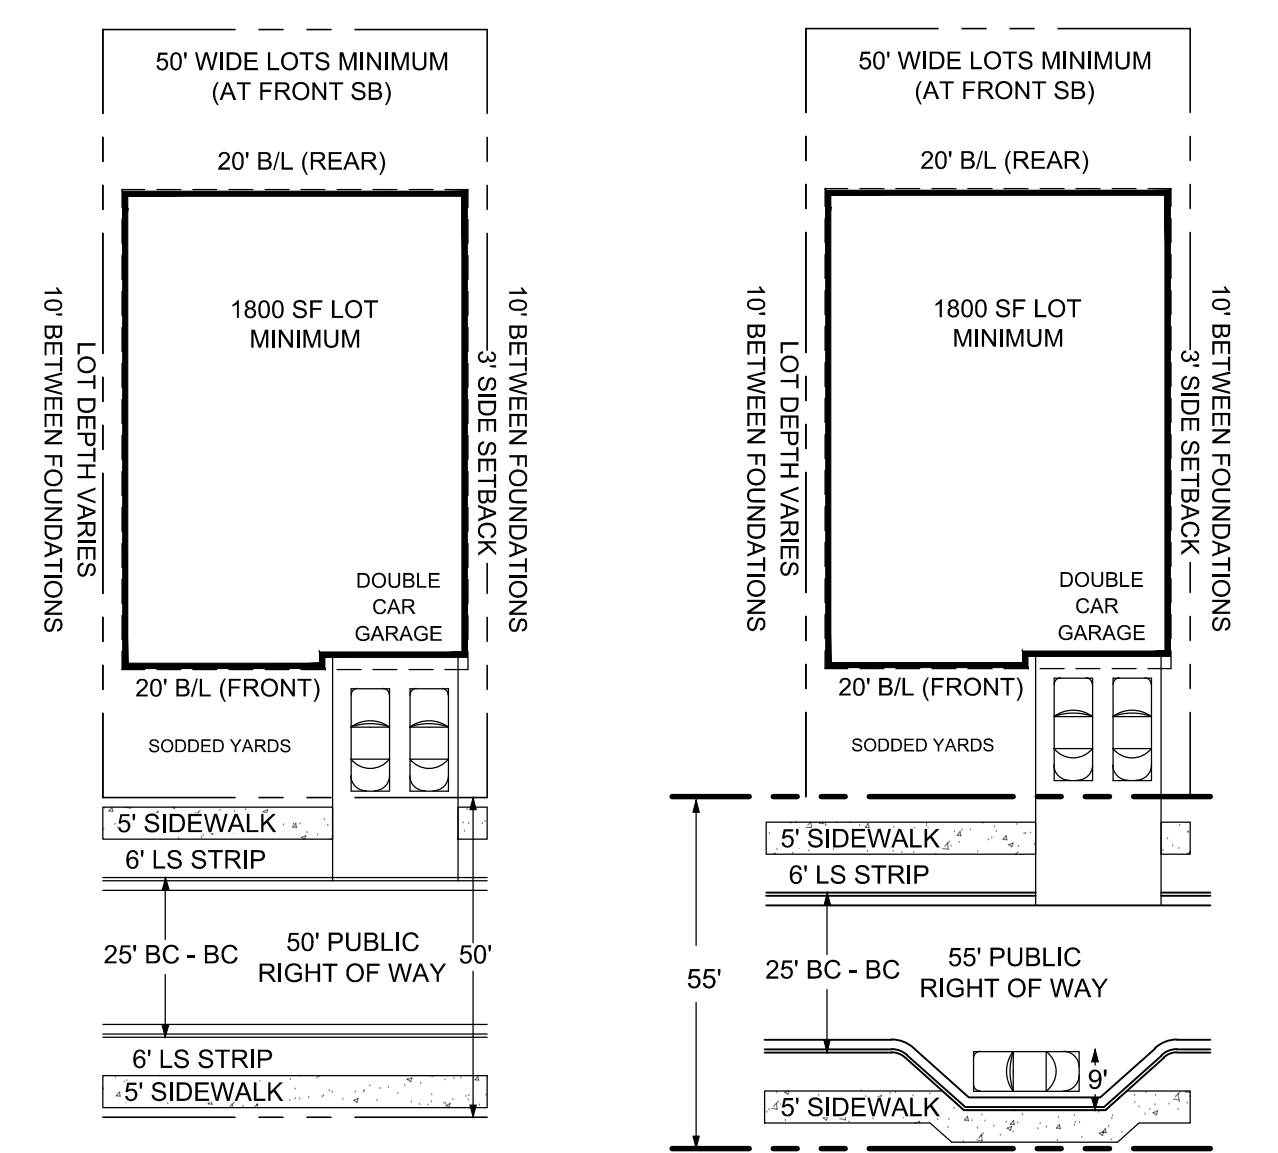 50' WIDE LOTS MINIMUM
(AT FRONT SB)
20' B/L (REAR)
1800 SF LOT
MINIMUM
10' BETWEEN FOUNDATIONS
LOT DEPTH VARIES
3' SIDE SETBACK
10' BETWEEN FOUNDATIONS
DOUBLE
CAR
GARAGE
20' B/L (FRONT)
SODDED YARDS
5' SIDEWALK
6' LS STRIP
25' BC - BC
50' PUBLIC
RIGHT OF WAY
50'
6' LS STRIP
5' SIDEWALK
50' WIDE LOTS MINIMUM
(AT FRONT SB)
20' B/L (REAR)
1800 SF LOT
MINIMUM
10' BETWEEN FOUNDATIONS
LOT DEPTH VARIES
3' SIDE SETBACK
10' BETWEEN FOUNDATIONS
DOUBLE
CAR
GARAGE
20' B/L (FRONT)
SODDED YARDS
5' SIDEWALK
6' LS STRIP
55'
25' BC - BC
55' PUBLIC
RIGHT OF WAY
9'
5' SIDEWALK